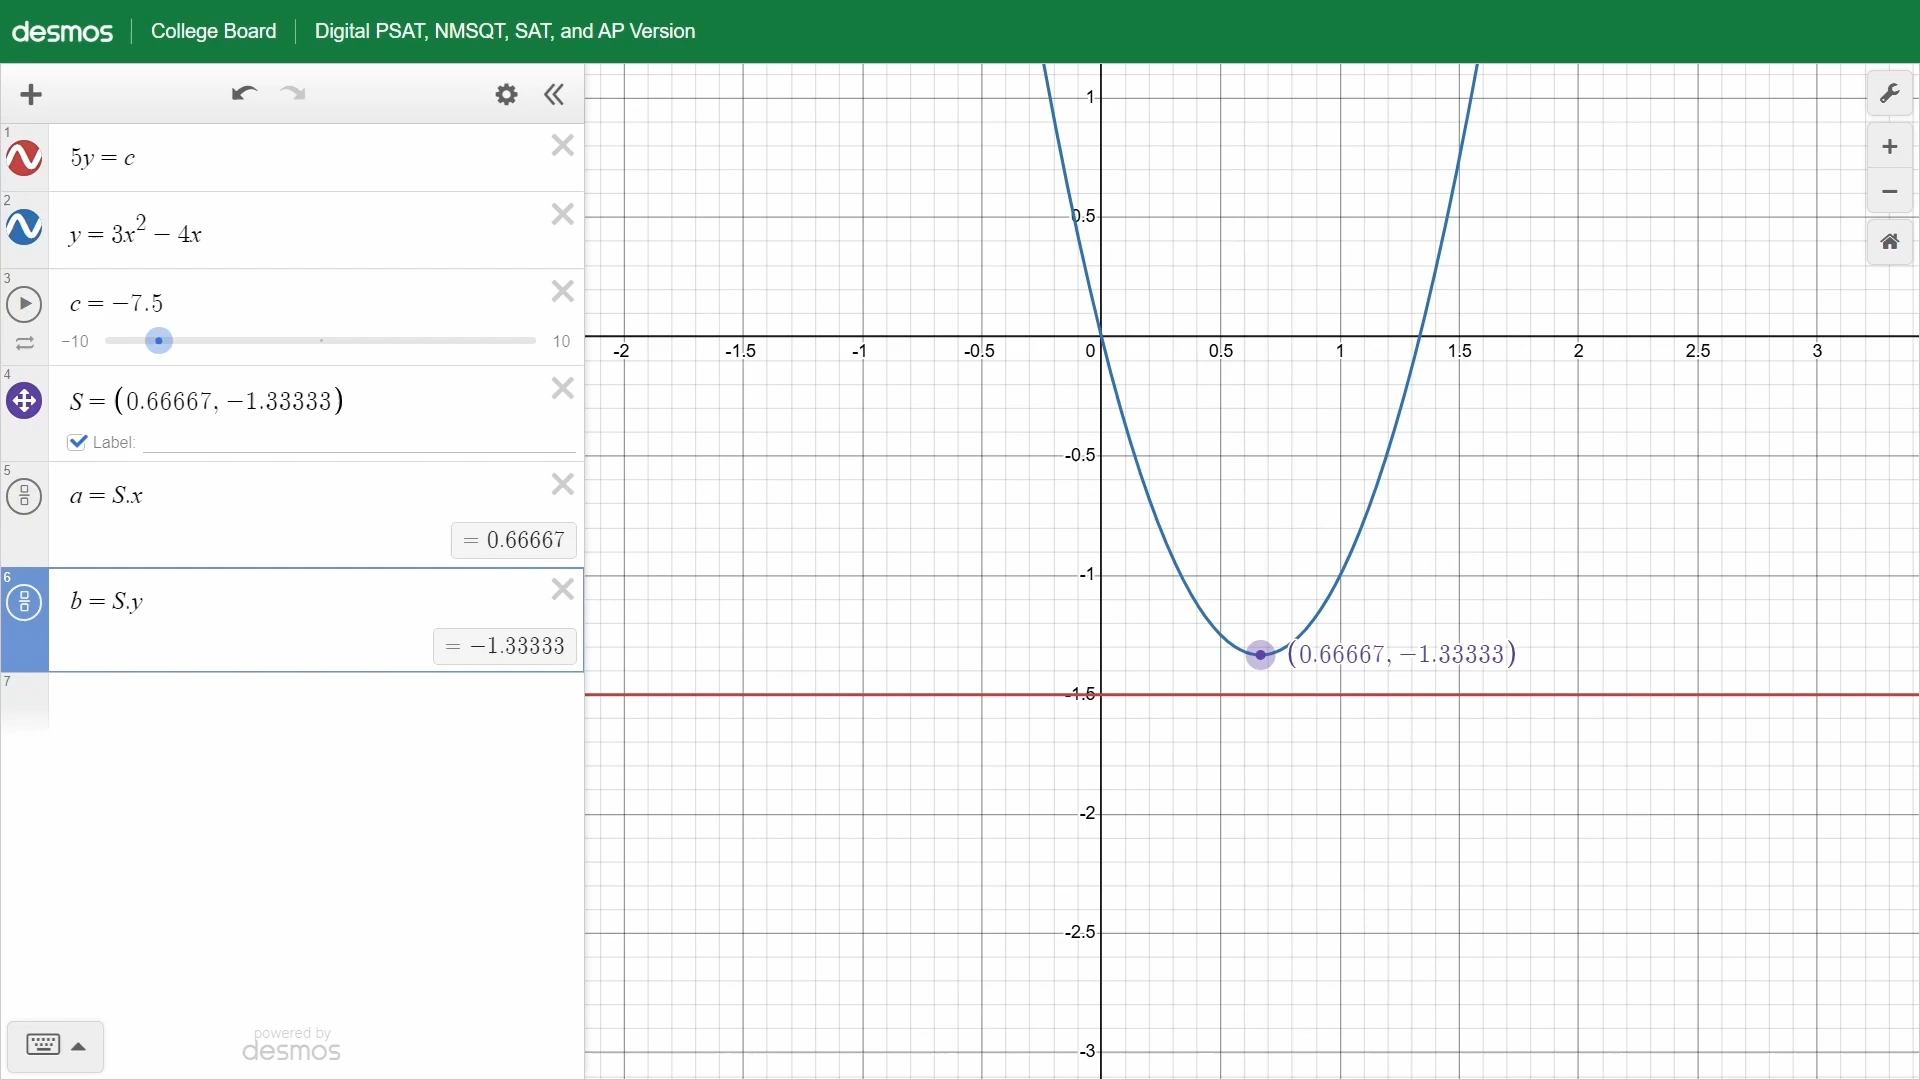 desmos College Board Digital PSAT, NMSQT, SAT, and AP Version
1
5y = c
2
y = 3x² − 4x
3
c = −7.5
−10
10
4
S = (0.66667, −1.33333)
Label:
5
a = S.x
= 0.66667
6
b = S.y
= −1.33333
7
powered by
desmos
1
0.5
-2 -1.5 -1 -0.5 0 0.5 1 1.5 2 2.5 3
-0.5
-1
(0.66667, −1.33333)
-1.5
-2
-2.5
-3